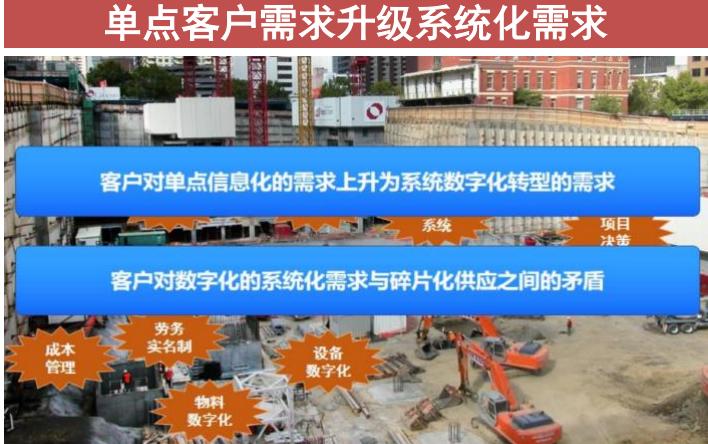 单点客户需求升级系统化需求
客户对单点信息化的需求上升为系统数字化转型的需求
系统
项目
决策
客户对数字化的系统化需求与碎片化供应之间的矛盾
劳务
实名制
成本
管理
设备
数字化
物料
数字化